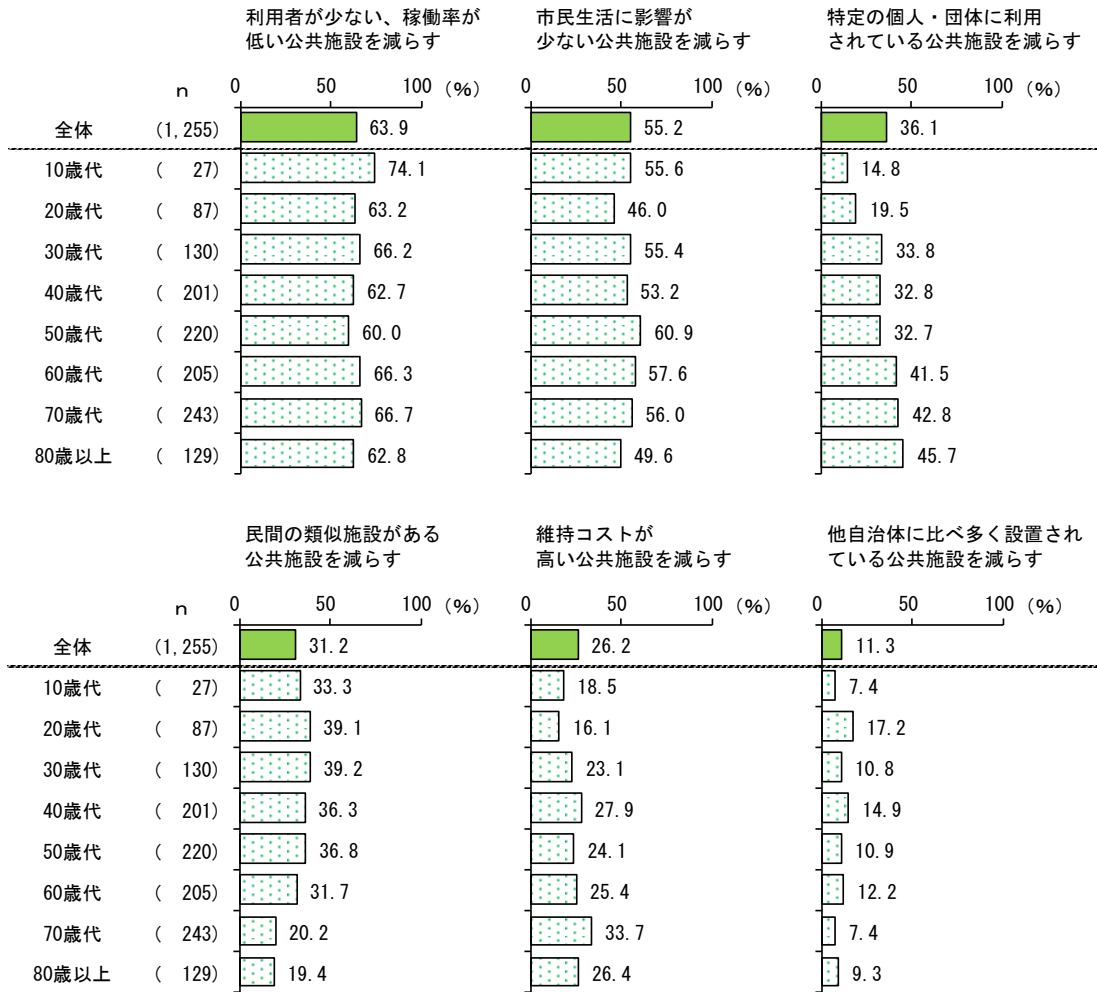 利用者が少ない、稼働率が 市民生活に影響が 特定の個人・団体に利用
低い公共施設を減らす 少ない公共施設を減らす されている公共施設を減らす
n 0 50 100 (%) 0 50 100 (%) 0 50 100 (%)
全体 (1,255) 63.9 55.2 36.1
10歳代 ( 27) 74.1 55.6 14.8
20歳代 ( 87) 63.2 46.0 19.5
30歳代 ( 130) 66.2 55.4 33.8
40歳代 ( 201) 62.7 53.2 32.8
50歳代 ( 220) 60.0 60.9 32.7
60歳代 ( 205) 66.3 57.6 41.5
70歳代 ( 243) 66.7 56.0 42.8
80歳以上 ( 129) 62.8 49.6 45.7
民間の類似施設がある 維持コストが 他自治体に比べ多く設置され
公共施設を減らす 高い公共施設を減らす ている公共施設を減らす
n 0 50 100 (%) 0 50 100 (%) 0 50 100 (%)
全体 (1,255) 31.2 26.2 11.3
10歳代 ( 27) 33.3 18.5 7.4
20歳代 ( 87) 39.1 16.1 17.2
30歳代 ( 130) 39.2 23.1 10.8
40歳代 ( 201) 36.3 27.9 14.9
50歳代 ( 220) 36.8 24.1 10.9
60歳代 ( 205) 31.7 25.4 12.2
70歳代 ( 243) 20.2 33.7 7.4
80歳以上 ( 129) 19.4 26.4 9.3